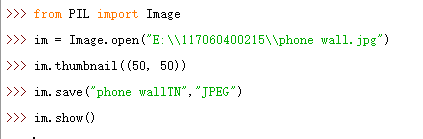 >>> from PIL import Image
>>> im = Image.open("E:\\117060400215\\phone wall.jpg")
>>> im.thumbnail((50, 50))
>>> im.save("phone wallTN","JPEG")
>>> im.show()